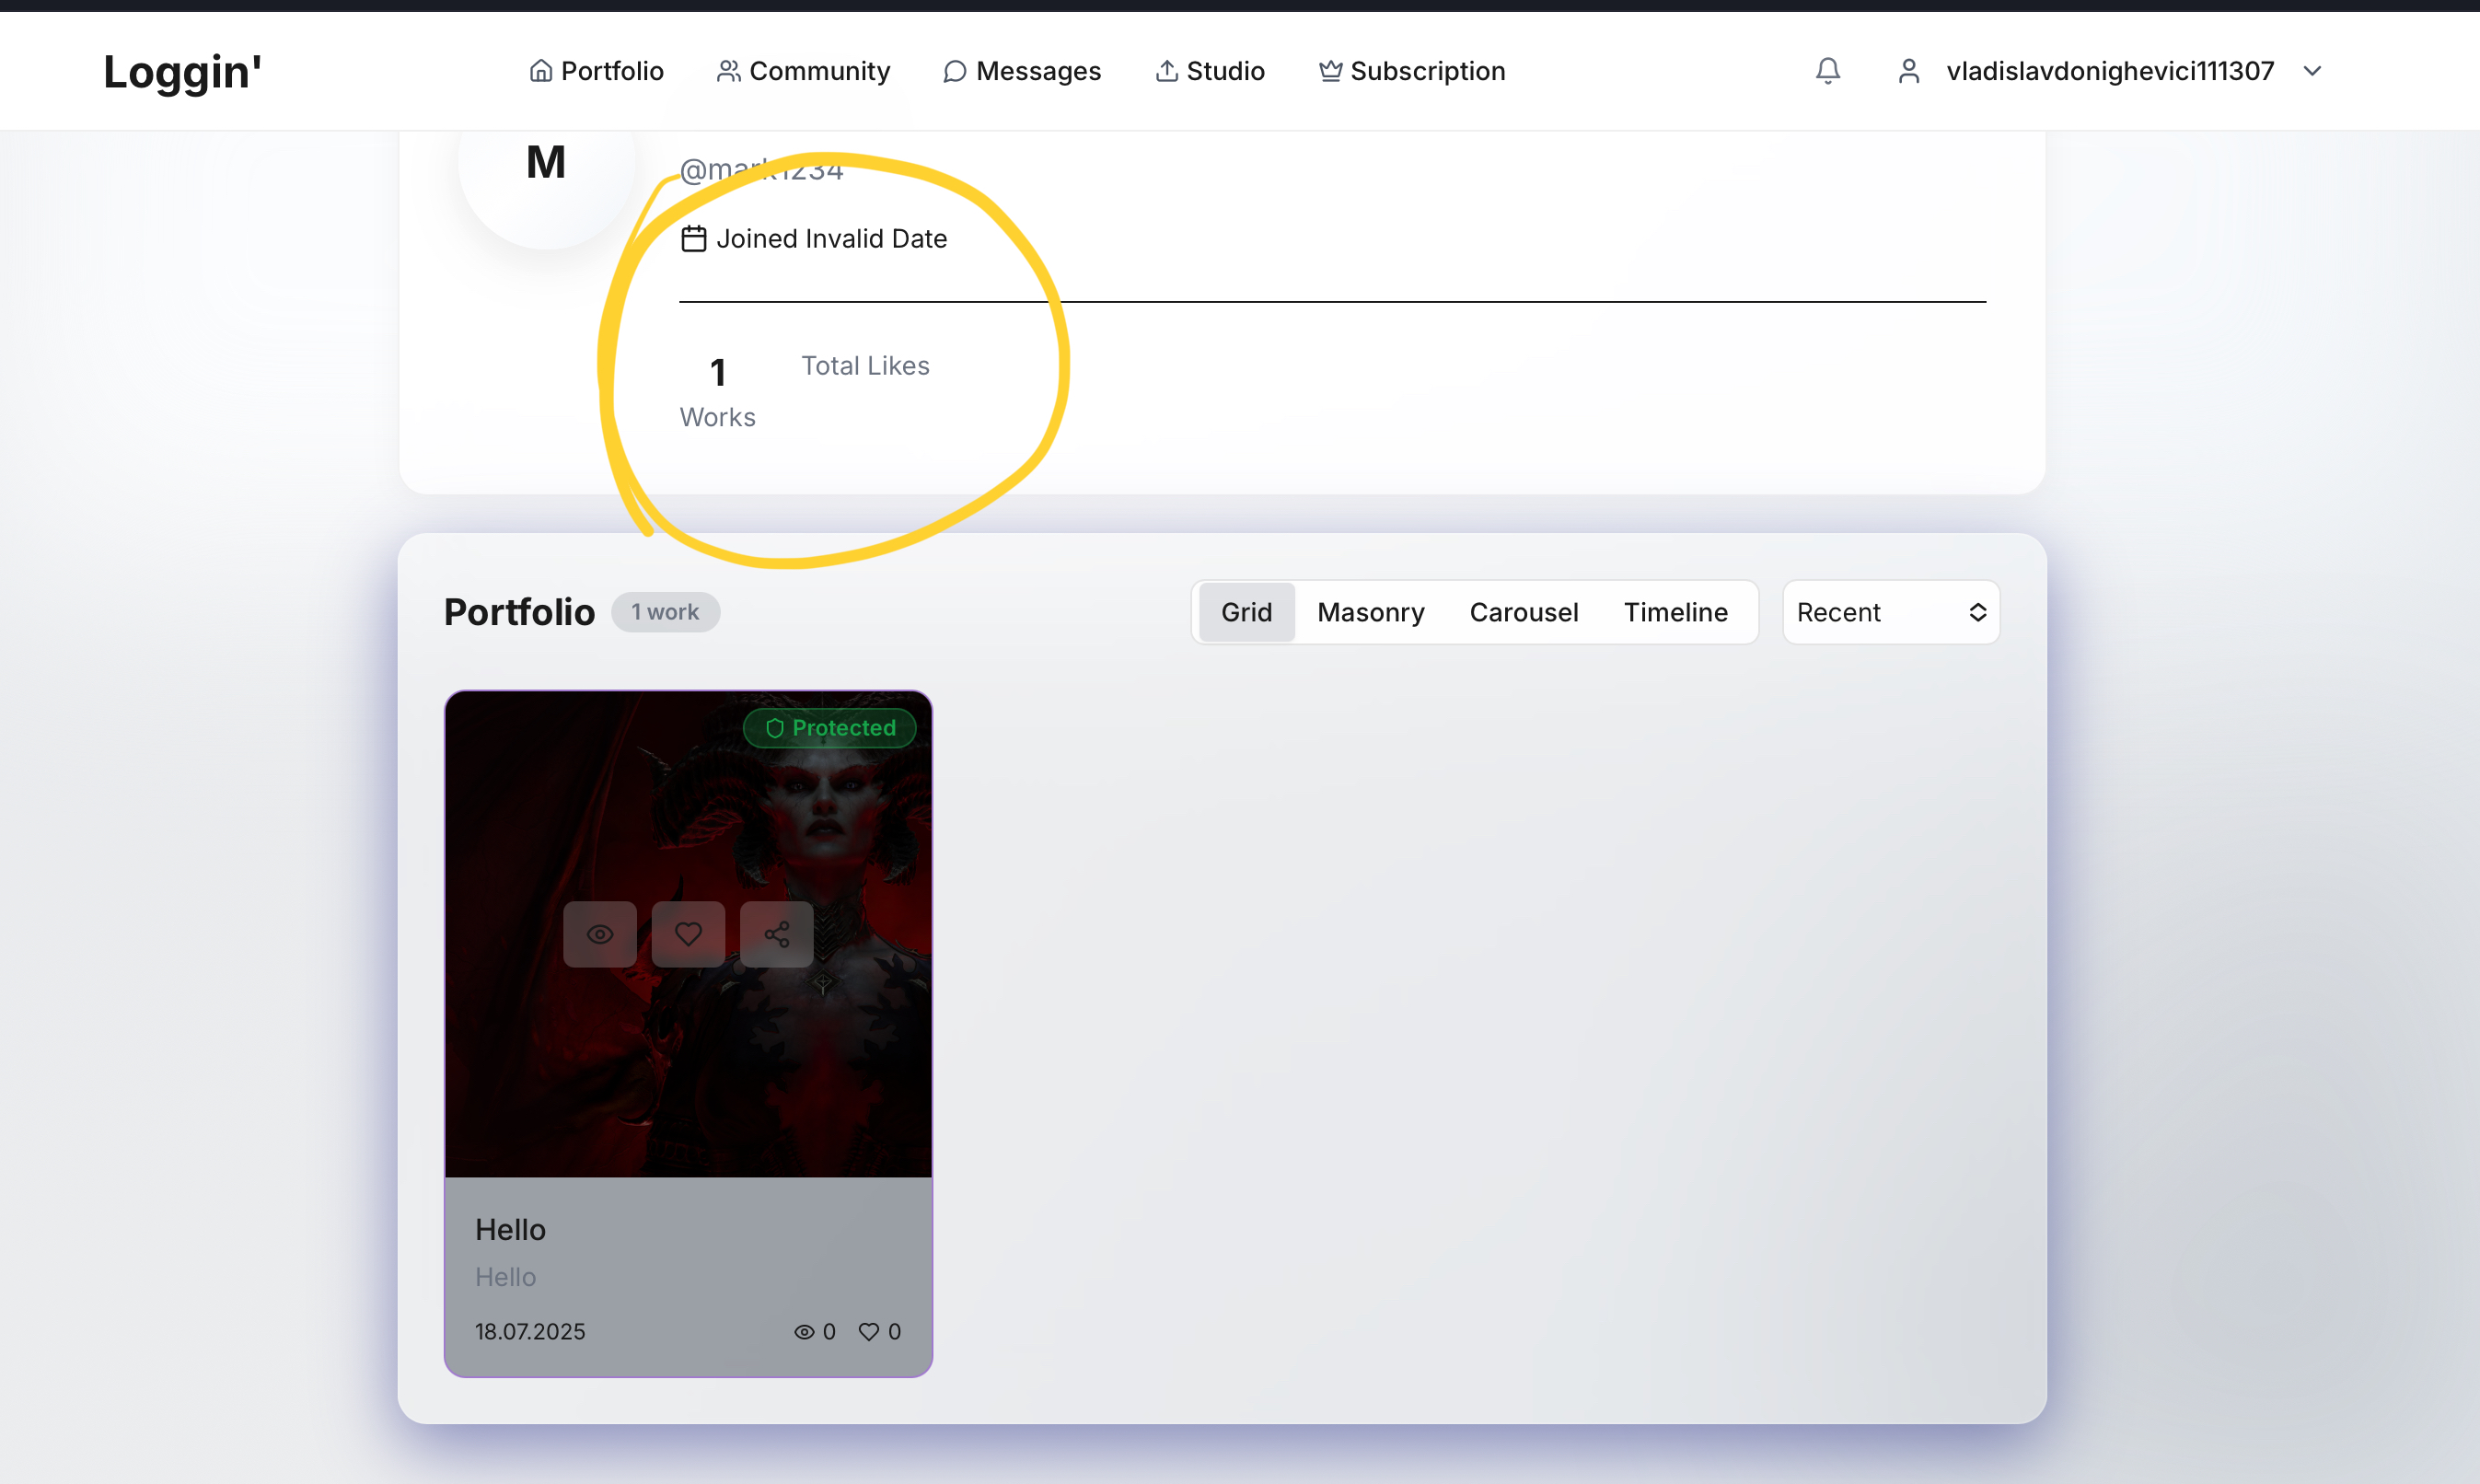 Loggin' Portfolio Community Messages Studio Subscription vladislavdonighevici111307
M
@mark1234
Joined Invalid Date
1 Total Likes
Works
Portfolio 1 work Grid Masonry Carousel Timeline Recent
Protected
Hello
Hello
18.07.2025 0 0